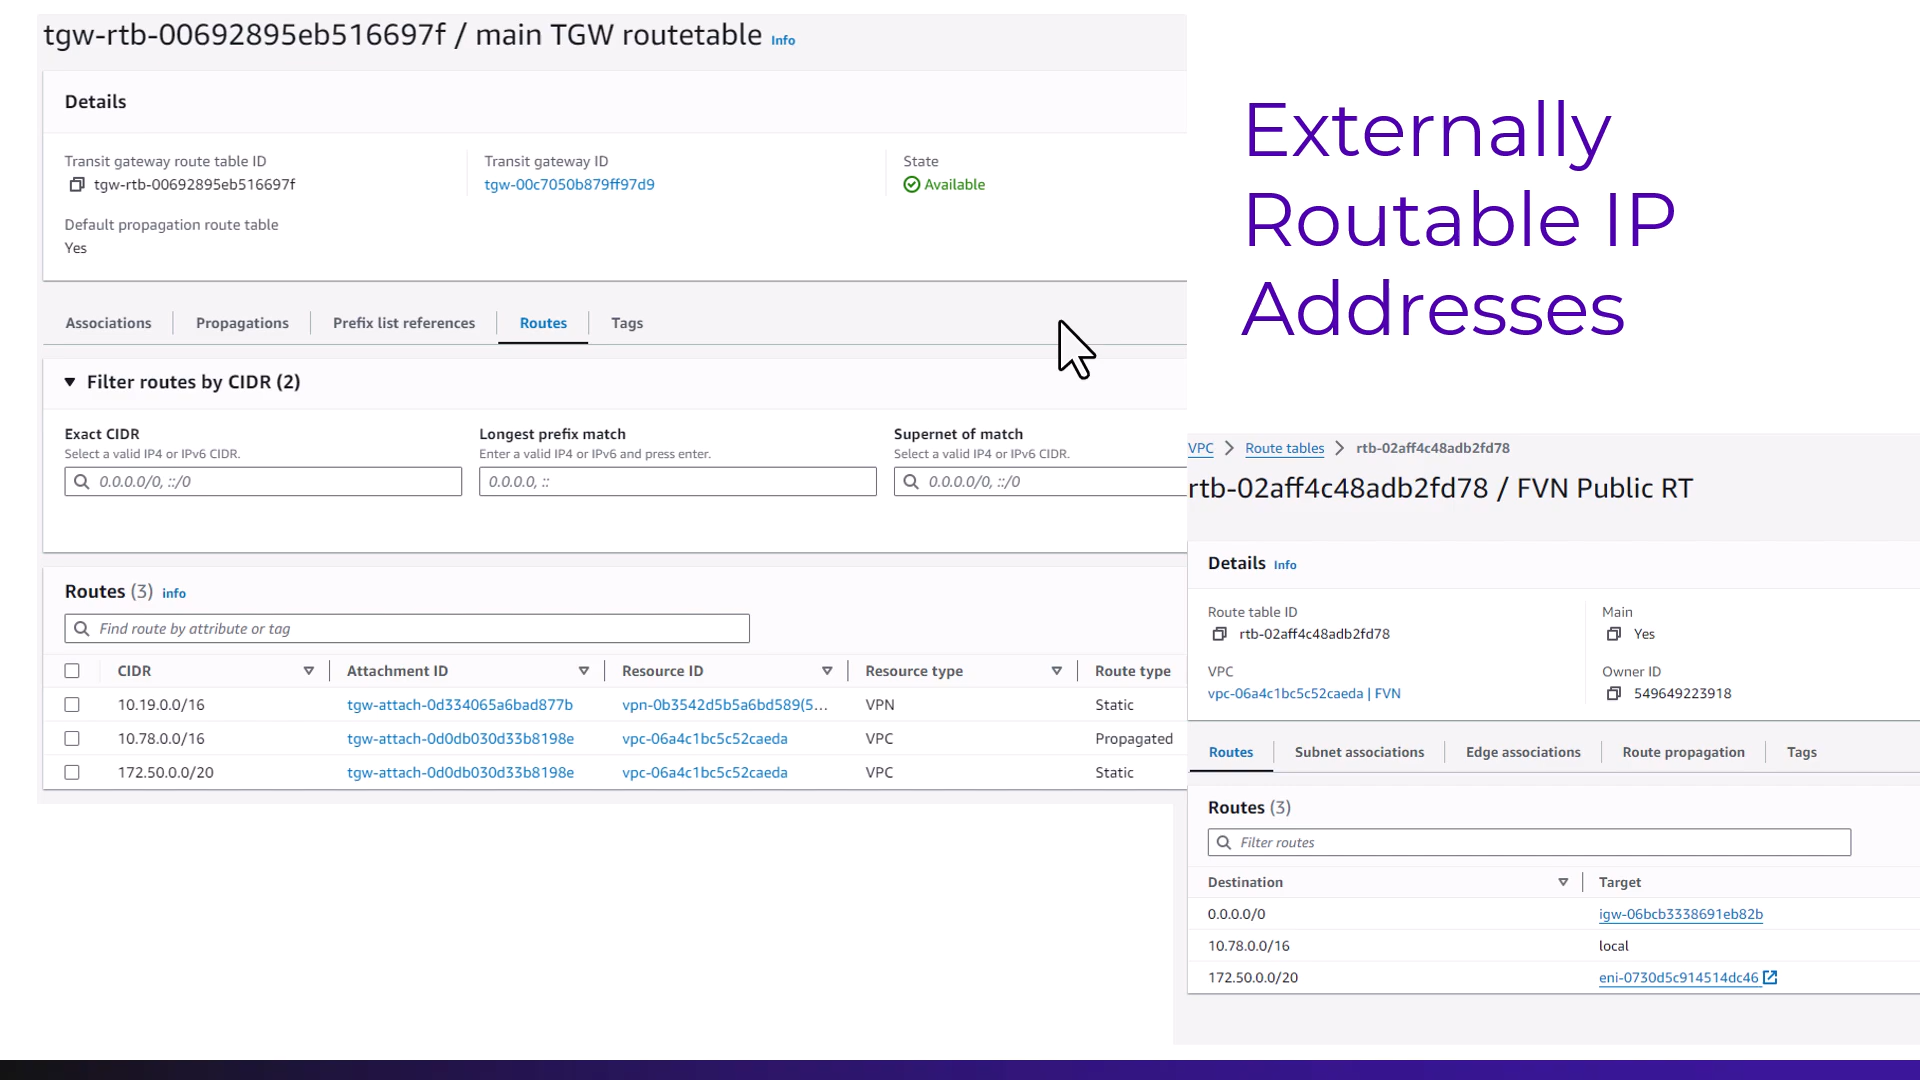 tgw-rtb-00692895eb516697f / main TGW routetable Info
Details
Transit gateway route table ID
tgw-rtb-00692895eb516697f
Transit gateway ID
tgw-00c7050b879ff97d9
State
Available
Default propagation route table
Yes
Associations Propagations Prefix list references Routes Tags
Filter routes by CIDR (2)
Exact CIDR
Select a valid IP4 or IPv6 CIDR.
0.0.0.0/0, ::/0
Longest prefix match
Enter a valid IP4 or IPv6 and press enter.
0.0.0.0, ::
Supernet of match
Select a valid IP4 or IPv6 CIDR.
0.0.0.0/0, ::/0
Routes (3) info
Find route by attribute or tag
CIDR Attachment ID Resource ID Resource type Route type
10.19.0.0/16 tgw-attach-0d334065a6bad877b vpn-0b3542d5b5a6bd589(5... VPN Static
10.78.0.0/16 tgw-attach-0d0db030d33b8198e vpc-06a4c1bc5c52caeda VPC Propagated
172.50.0.0/20 tgw-attach-0d0db030d33b8198e vpc-06a4c1bc5c52caeda VPC Static
Externally
Routable IP
Addresses
VPC > Route tables > rtb-02aff4c48adb2fd78
rtb-02aff4c48adb2fd78 / FVN Public RT
Details Info
Route table ID
rtb-02aff4c48adb2fd78
Main
Yes
VPC
vpc-06a4c1bc5c52caeda | FVN
Owner ID
549649223918
Routes Subnet associations Edge associations Route propagation Tags
Routes (3)
Filter routes
Destination Target
0.0.0.0/0 igw-06bcb3338691eb82b
10.78.0.0/16 local
172.50.0.0/20 eni-0730d5c914514dc46